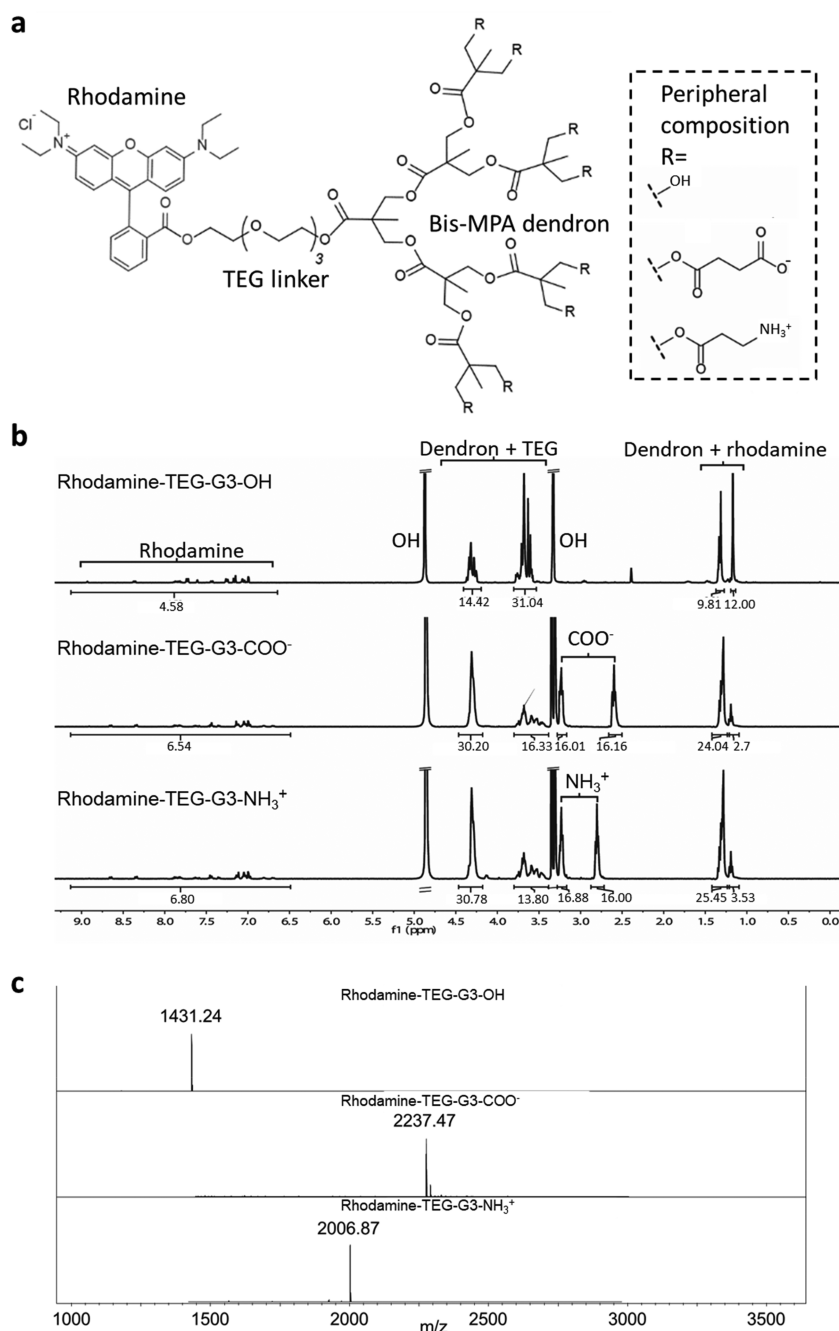 a
Rhodamine
Cl-
N+
O
N
O
O
O
3
O
TEG linker
Bis-MPA dendron
O
O
O
O
O
O
O
O
O
O
O
O
O
R
R
R
R
R
R
R
R
Peripheral
composition
R=
OH
O
O
O
O-
O
O
NH3+
b
Dendron + TEG
Dendron + rhodamine
Rhodamine-TEG-G3-OH
Rhodamine
OH
OH
4.58
14.42
31.04
9.81
12.00
Rhodamine-TEG-G3-COO-
COO-
6.54
30.20
16.33
16.01
16.16
24.04
2.7
Rhodamine-TEG-G3-NH3+
NH3+
6.80
30.78
13.80
16.88
16.00
25.45
3.53
9.0 8.5 8.0 7.5 7.0 6.5 6.0 5.5 5.0 4.5 4.0 3.5 3.0 2.5 2.0 1.5 1.0 0.5 0.0
f1 (ppm)
c
Rhodamine-TEG-G3-OH
1431.24
Rhodamine-TEG-G3-COO-
2237.47
Rhodamine-TEG-G3-NH3+
2006.87
1000 1500 2000 2500 3000 3500
m/z